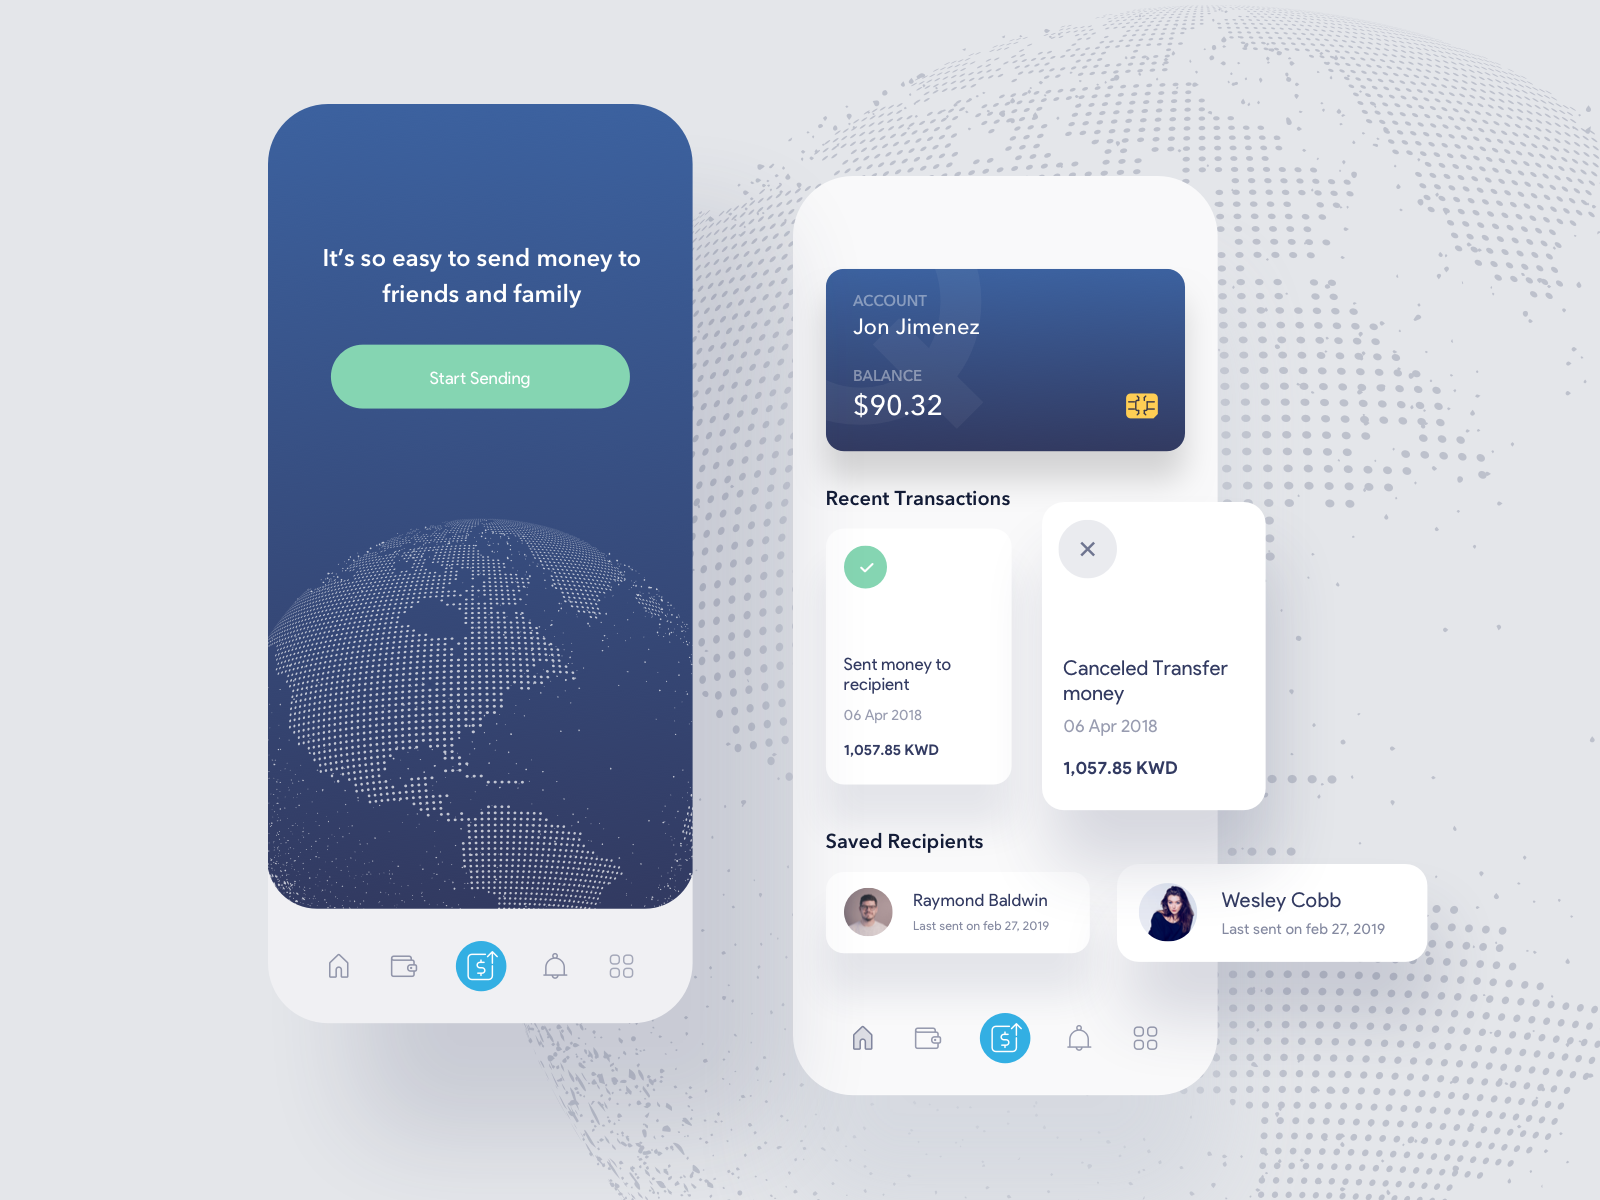 It’s so easy to send money to
friends and family
Start Sending
ACCOUNT
Jon Jimenez
BALANCE
$90.32
Recent Transactions
Sent money to
recipient
06 Apr 2018
1,057.85 KWD
Canceled Transfer
money
06 Apr 2018
1,057.85 KWD
Saved Recipients
Raymond Baldwin
Last sent on feb 27, 2019
Wesley Cobb
Last sent on feb 27, 2019